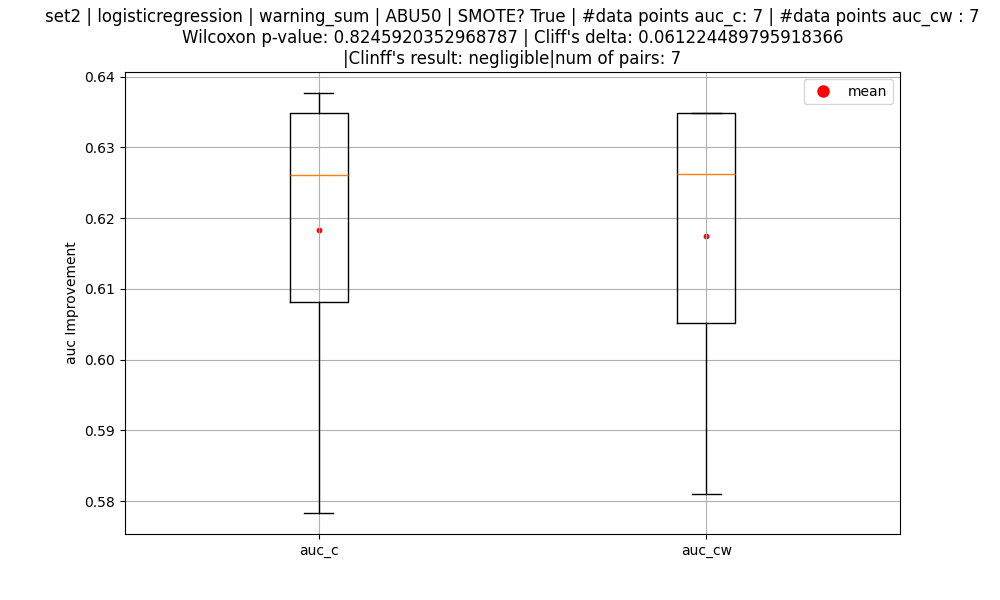 set2 | logisticregression | warning_sum | ABU50 | SMOTE? True | #data points auc_c: 7 | #data points auc_cw : 7
Wilcoxon p-value: 0.8245920352968787 | Cliff's delta: 0.061224489795918366
|Clinff's result: negligible|num of pairs: 7
mean
0.64
0.63
0.62
0.61
0.60
0.59
0.58
auc Improvement
auc_c
auc_cw